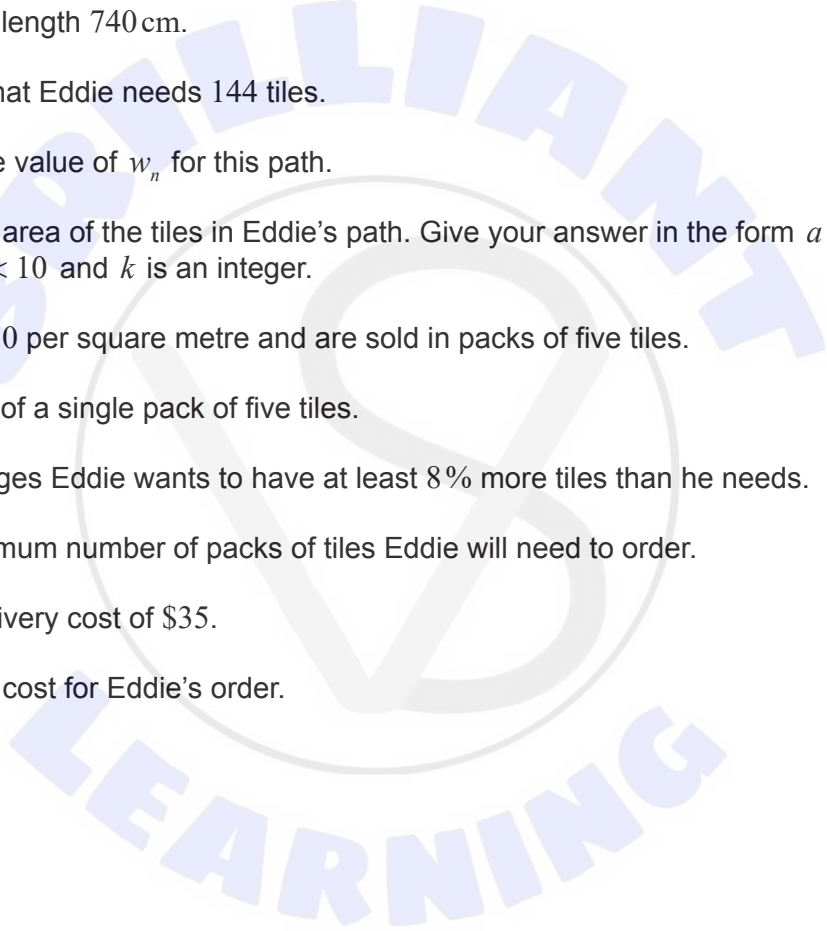 length 740 cm.
hat Eddie needs 144 tiles.
e value of w_n for this path.
area of the tiles in Eddie's path. Give your answer in the form a
< 10 and k is an integer.
0 per square metre and are sold in packs of five tiles.
of a single pack of five tiles.
ges Eddie wants to have at least 8% more tiles than he needs.
mum number of packs of tiles Eddie will need to order.
ivery cost of $35.
cost for Eddie's order.
BRILLIANT
VS
LEARNING